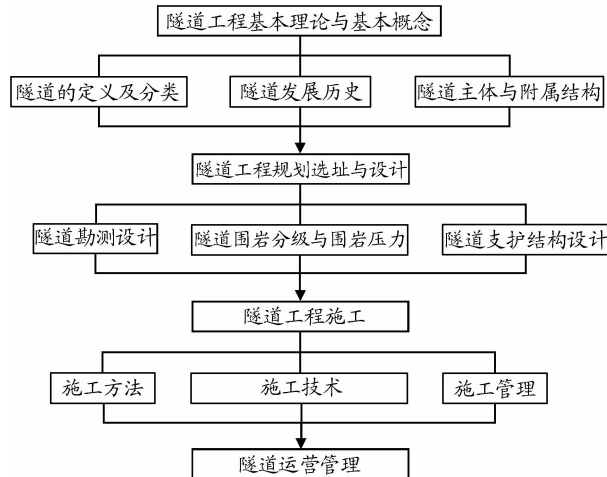 隧道工程基本理论与基本概念
隧道的定义及分类
隧道发展历史
隧道主体与附属结构
隧道工程规划选址与设计
隧道勘测设计
隧道围岩分级与围岩压力
隧道支护结构设计
隧道工程施工
施工方法
施工技术
施工管理
隧道运营管理